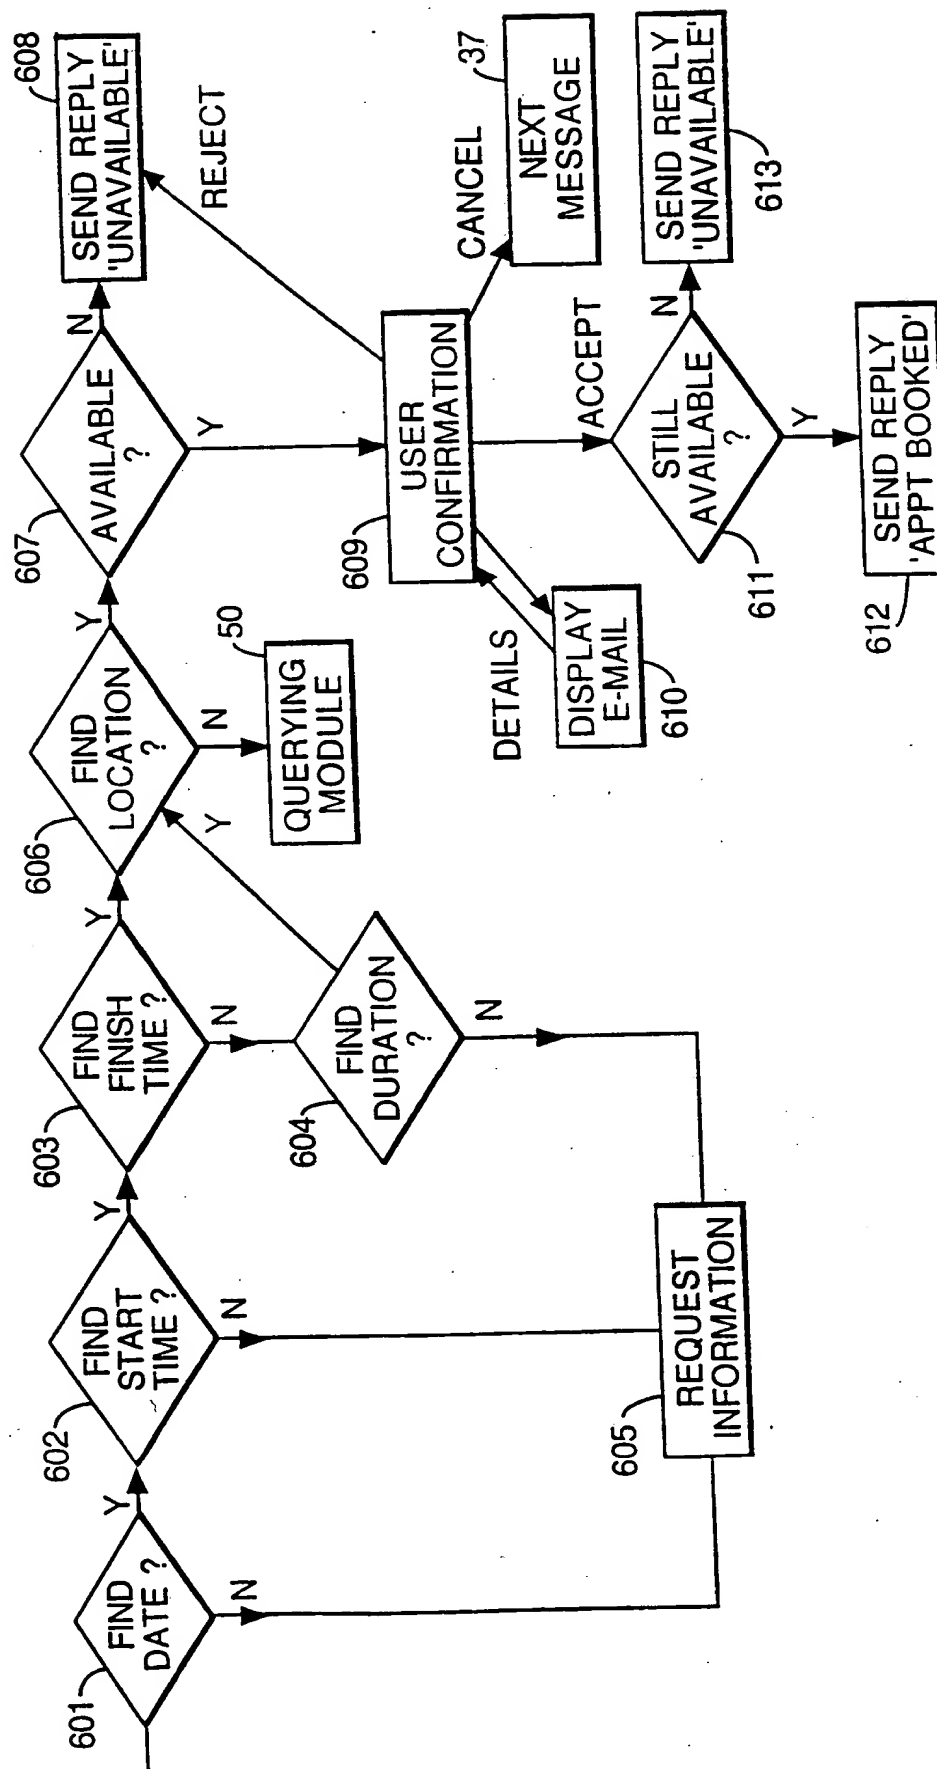 601
FIND
DATE ?
Y
N
602
FIND
START
TIME ?
Y
N
603
FIND
FINISH
TIME ?
Y
N
604
FIND
DURATION
?
Y
N
605
REQUEST
INFORMATION
606
FIND
LOCATION
?
Y
N
50
QUERYING
MODULE
607
AVAILABLE
?
N
Y
608
SEND REPLY
'UNAVAILABLE'
REJECT
609
USER
CONFIRMATION
DETAILS
DISPLAY
E-MAIL
610
CANCEL
37
NEXT
MESSAGE
ACCEPT
STILL
AVAILABLE
?
611
N
Y
SEND REPLY
'UNAVAILABLE'
613
SEND REPLY
'APPT BOOKED'
612